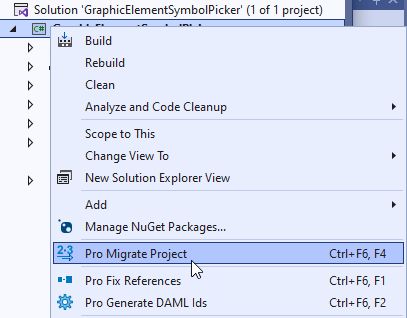 Solution 'GraphicElementSymbolPicker' (1 of 1 project)
GraphicElementSymbolPicker
Build
Rebuild
Clean
Analyze and Code Cleanup
Scope to This
Change View To
New Solution Explorer View
Add
Manage NuGet Packages...
Pro Migrate Project Ctrl+F6, F4
Pro Fix References Ctrl+F6, F1
Pro Generate DAML Ids Ctrl+F6, F2